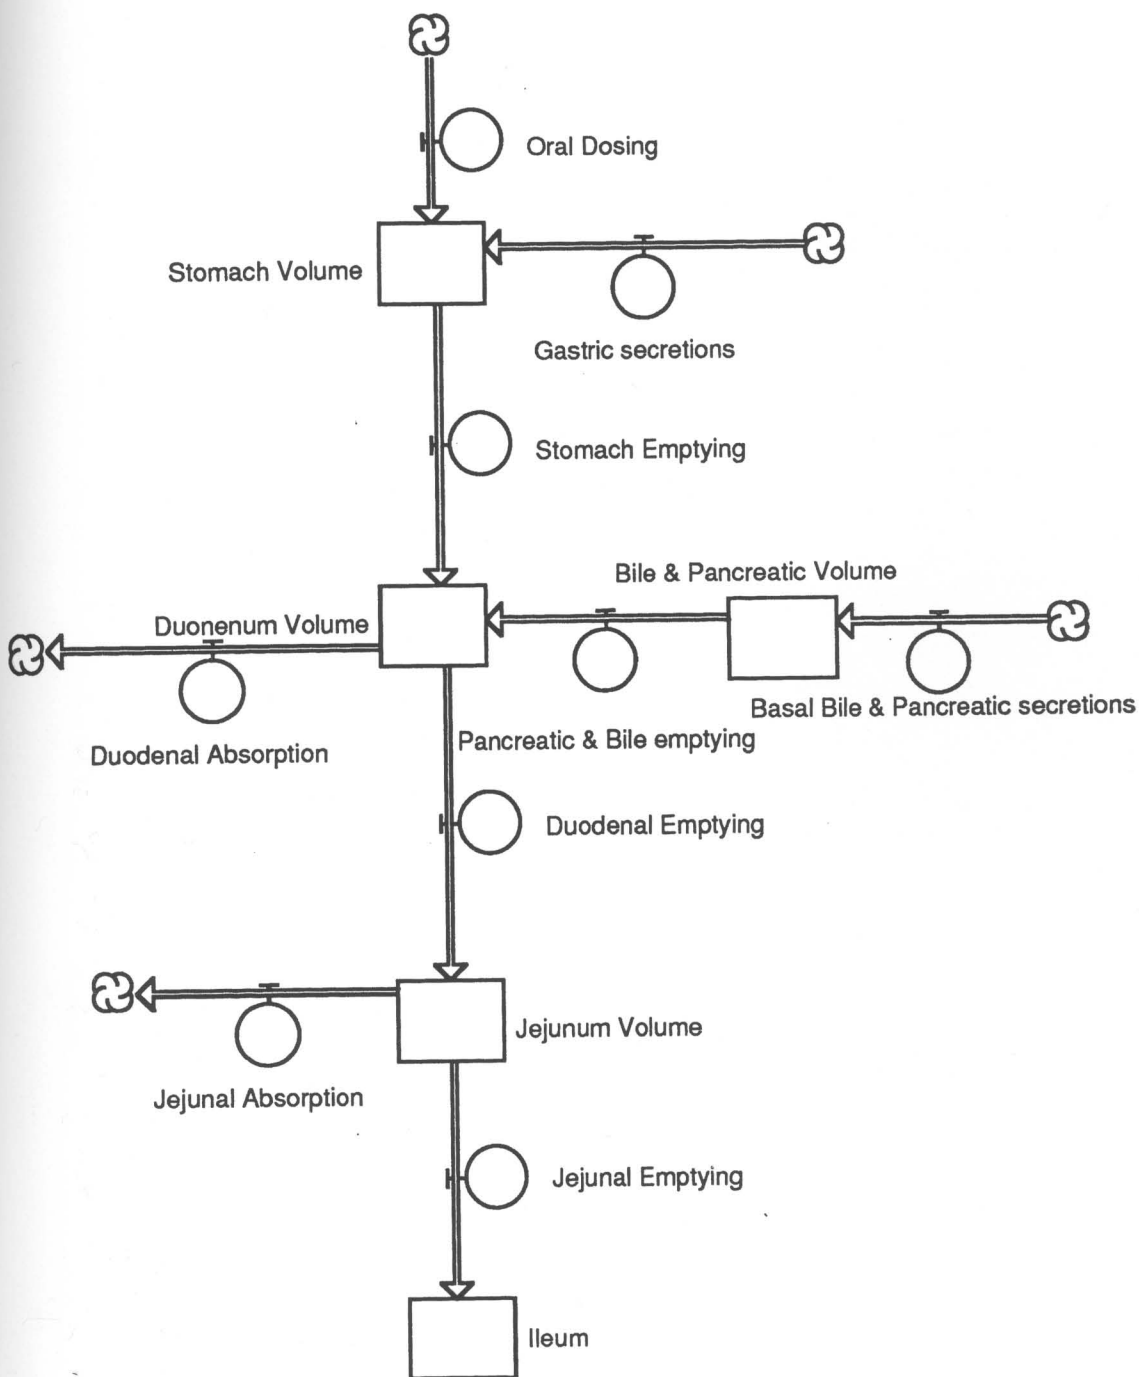 Oral Dosing
Stomach Volume
Gastric secretions
Stomach Emptying
Bile & Pancreatic Volume
Duonenum Volume
Basal Bile & Pancreatic secretions
Duodenal Absorption
Pancreatic & Bile emptying
Duodenal Emptying
Jejunum Volume
Jejunal Absorption
Jejunal Emptying
Ileum